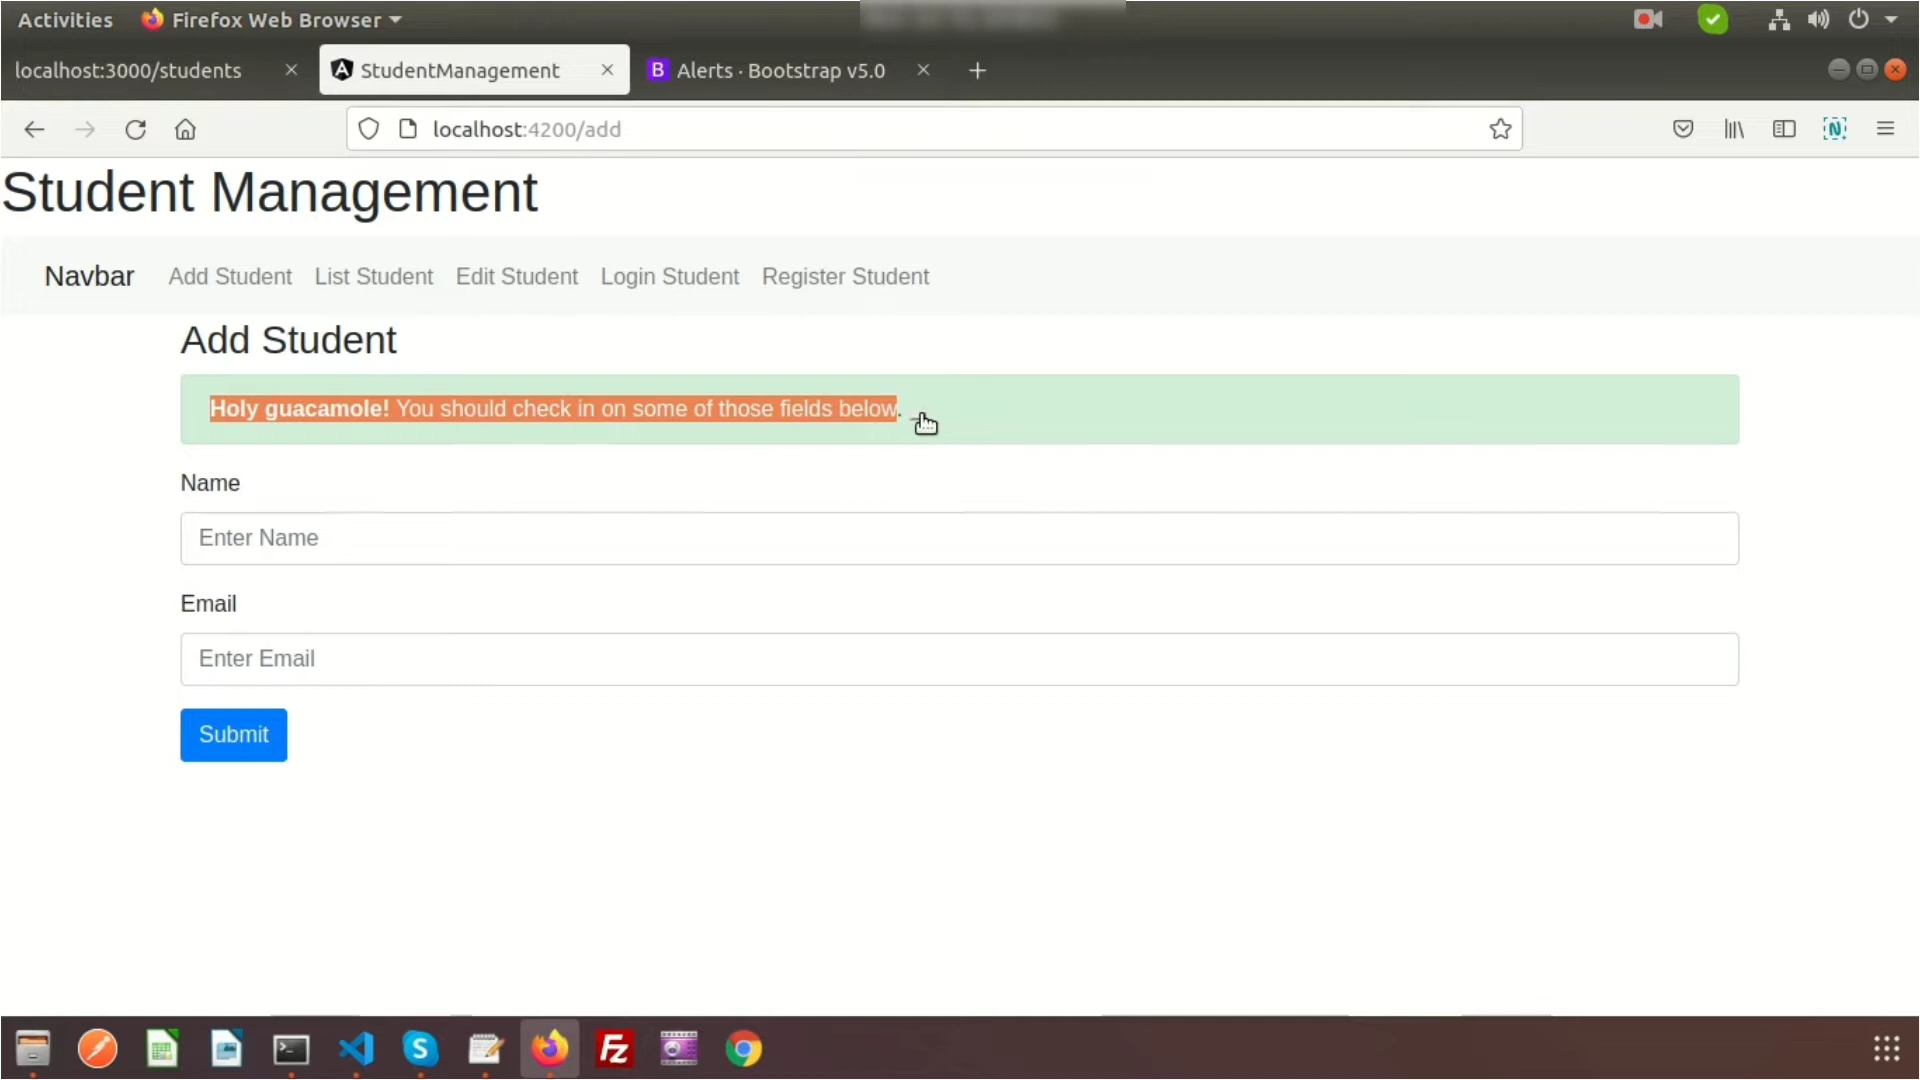 Activities Firefox Web Browser
localhost:3000/students StudentManagement Alerts · Bootstrap v5.0
localhost:4200/add
Student Management
Navbar Add Student List Student Edit Student Login Student Register Student
Add Student
Holy guacamole! You should check in on some of those fields below.
Name
Enter Name
Email
Enter Email
Submit